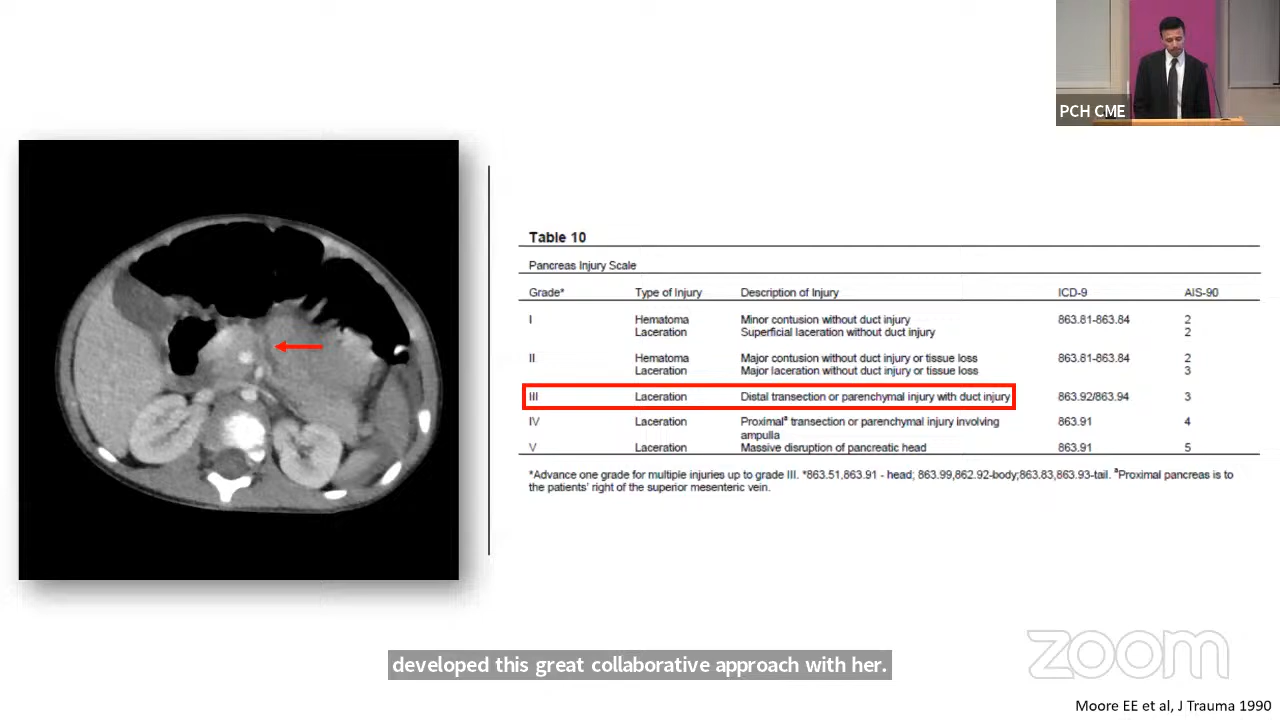 PCH CME
Table 10
Pancreas Injury Scale
Grade* Type of Injury Description of Injury ICD-9 AIS-90
I Hematoma Minor contusion without duct injury 863.81-863.84 2
Laceration Superficial laceration without duct injury 2
II Hematoma Major contusion without duct injury or tissue loss 863.81-863.84 2
Laceration Major laceration without duct injury or tissue loss 3
III Laceration Distal transection or parenchymal injury with duct injury 863.92/863.94 3
IV Laceration Proximalª transection or parenchymal injury involving 863.91 4
ampulla
V Laceration Massive disruption of pancreatic head 863.91 5
*Advance one grade for multiple injuries up to grade III. *863.51,863.91 - head; 863.99,862.92-body;863.83,863.93-tail. ªProximal pancreas is to
the patients' right of the superior mesenteric vein.
developed this great collaborative approach with her.
zoom
Moore EE et al, J Trauma 1990